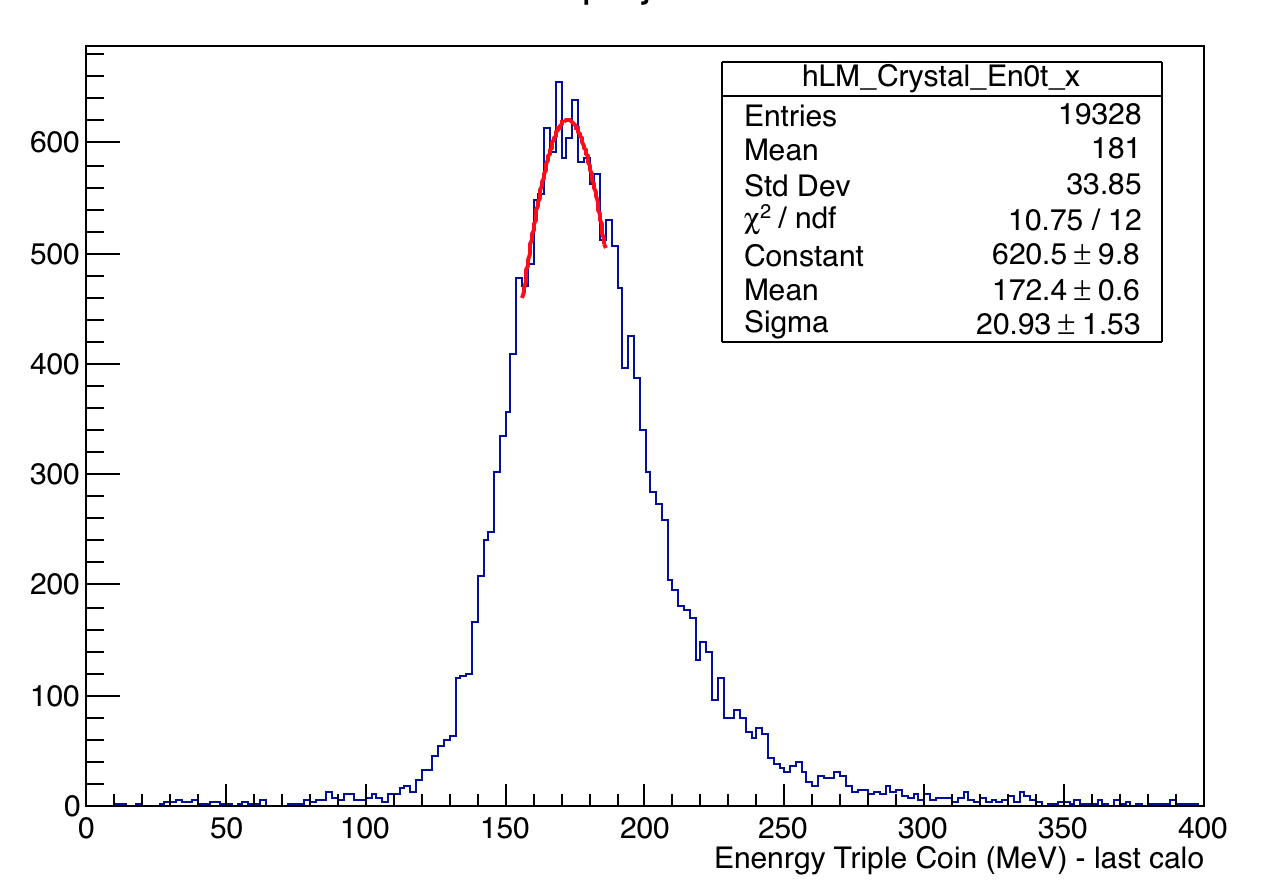 hLM_Crystal_En0t_x
Entries 19328
Mean 181
Std Dev 33.85
χ² / ndf 10.75 / 12
Constant 620.5 ± 9.8
Mean 172.4 ± 0.6
Sigma 20.93 ± 1.53
600
500
400
300
200
100
0
0 50 100 150 200 250 300 350 400
Enenrgy Triple Coin (MeV) - last calo